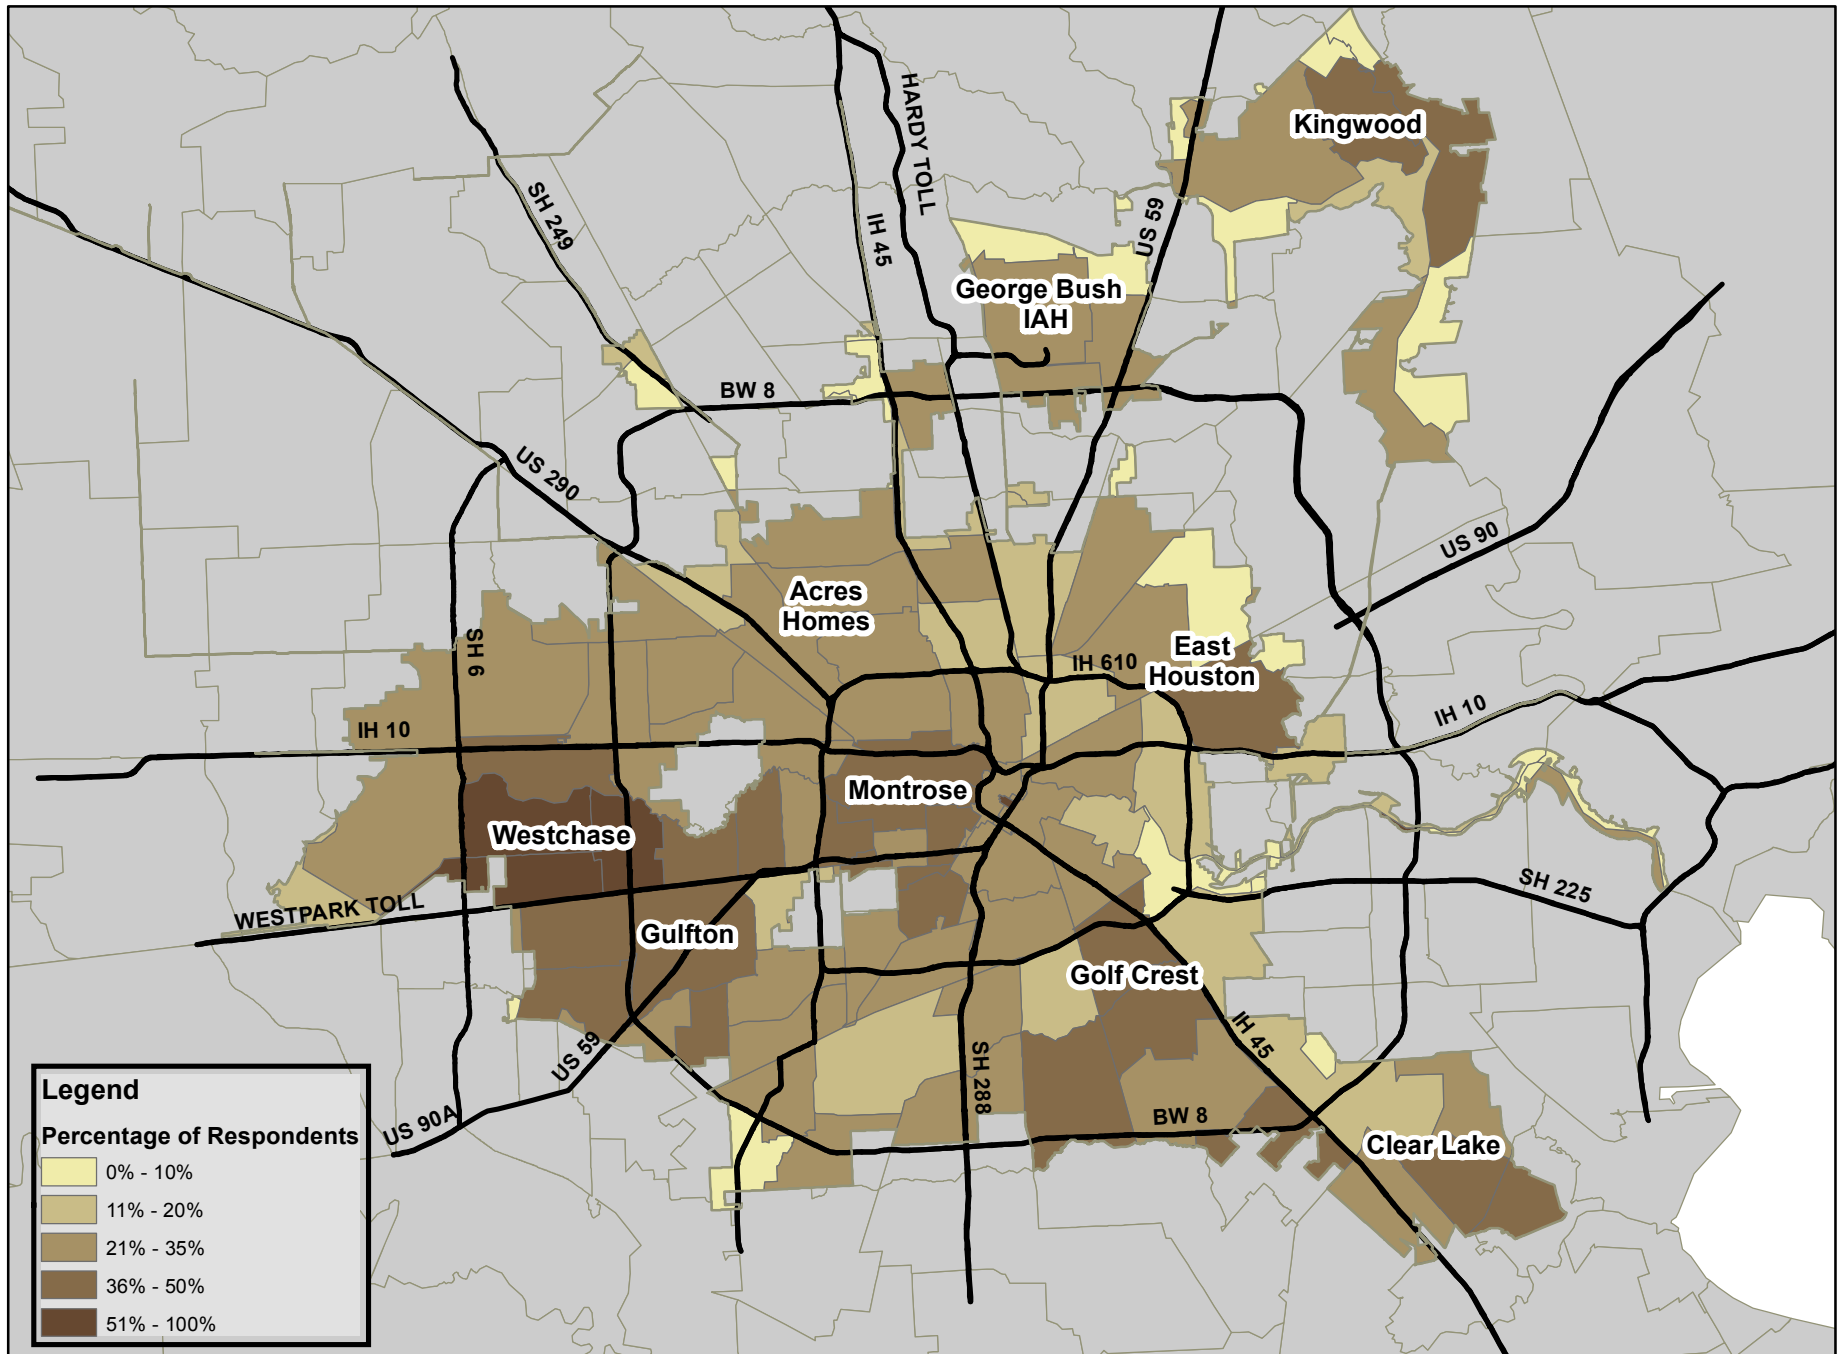 HARDY TOLL
Kingwood
SH 249
IH 45
US 59
George Bush
IAH
BW 8
US 290
US 90
Acres
Homes
SH 6
IH 610
East
Houston
IH 10
IH 10
Montrose
Westchase
SH 225
WESTPARK TOLL
Gulfton
Golf Crest
IH 45
US 59
SH 288
BW 8
US 90A
Clear Lake
Legend
Percentage of Respondents
0% - 10%
11% - 20%
21% - 35%
36% - 50%
51% - 100%